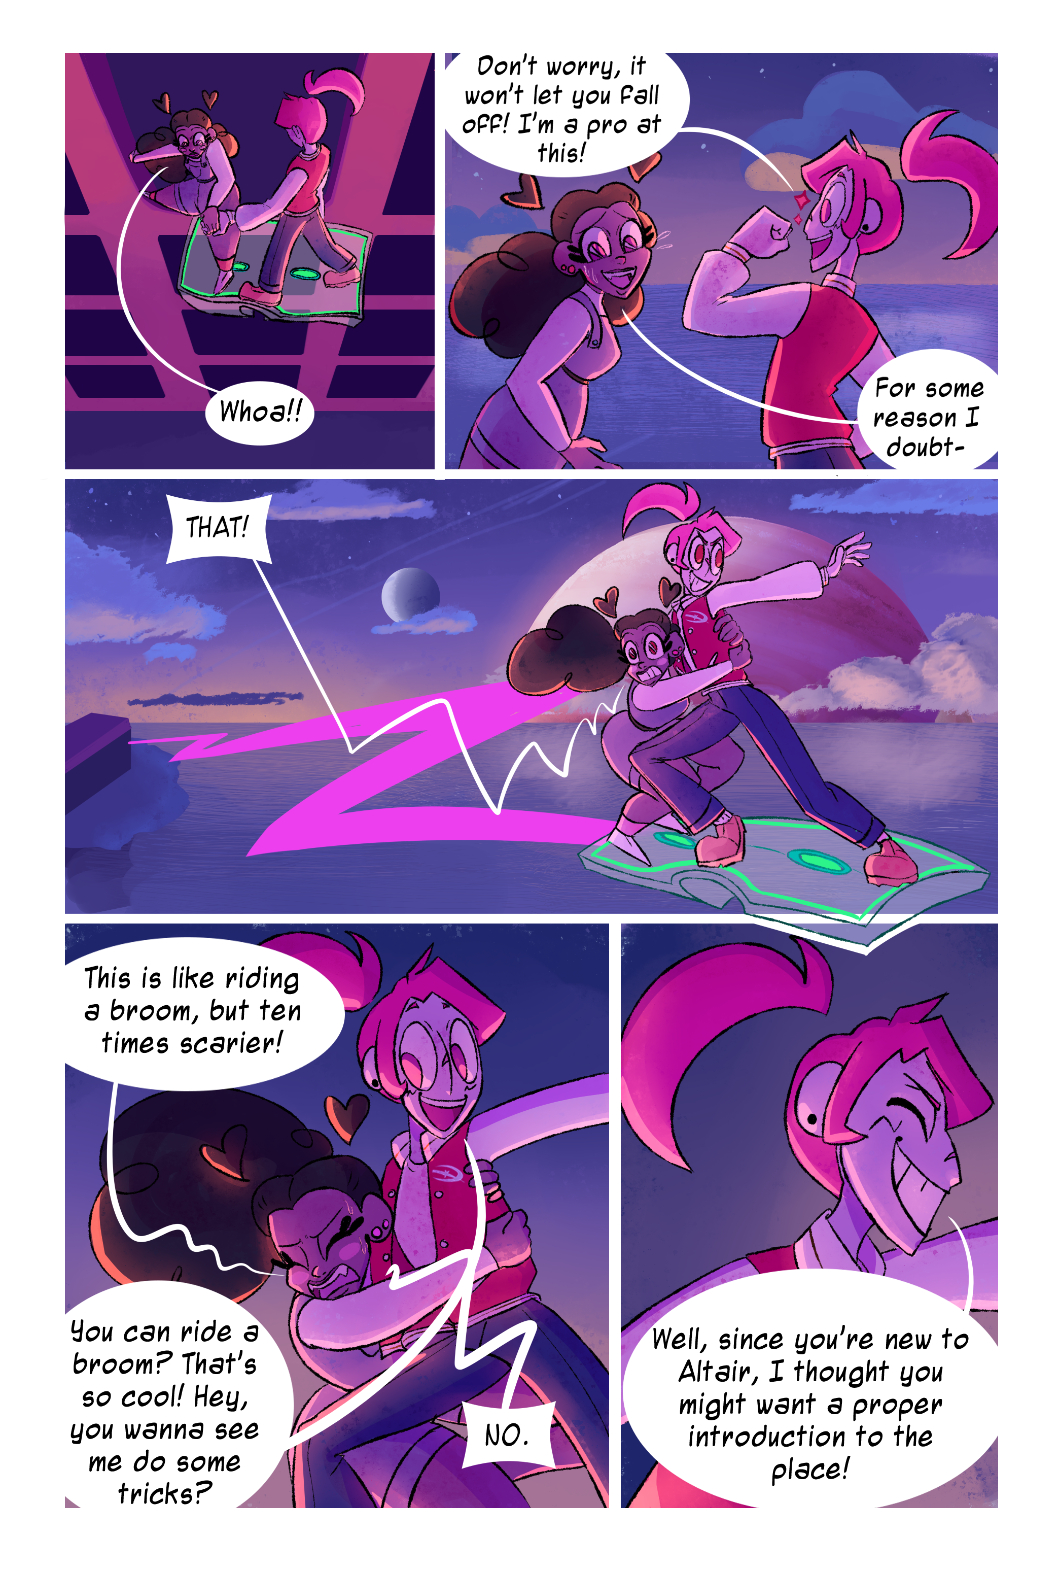 Whoa!!
Don't worry, it
won't let you fall
off! I'm a pro at
this!
For some
reason I
doubt-
THAT!
This is like riding
a broom, but ten
times scarier!
You can ride a
broom? That's
so cool! Hey,
you wanna see
me do some
tricks?
NO.
Well, since you're new to
Altair, I thought you
might want a proper
introduction to the
place!